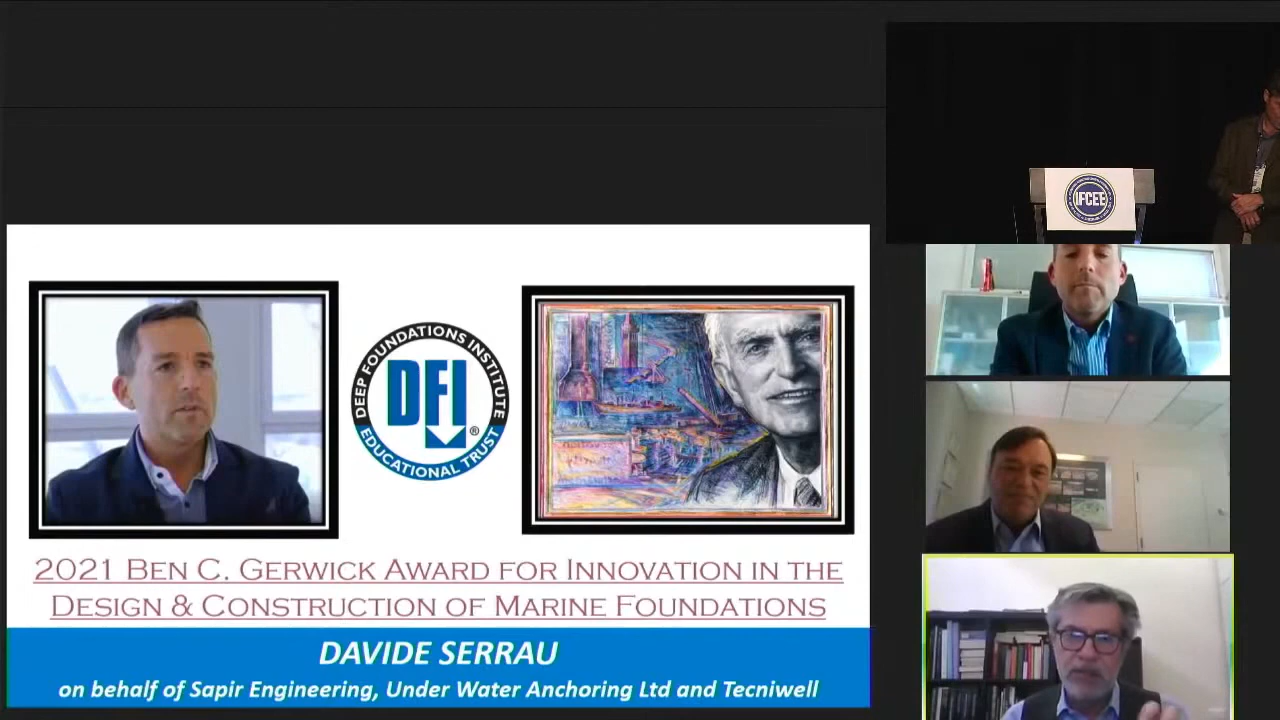 IFCEE
DEEP FOUNDATIONS INSTITUTE
DFI
®
EDUCATIONAL TRUST
2021 BEN C. GERWICK AWARD FOR INNOVATION IN THE
DESIGN & CONSTRUCTION OF MARINE FOUNDATIONS
DAVIDE SERRAU
on behalf of Sapir Engineering, Under Water Anchoring Ltd and Tecniwell